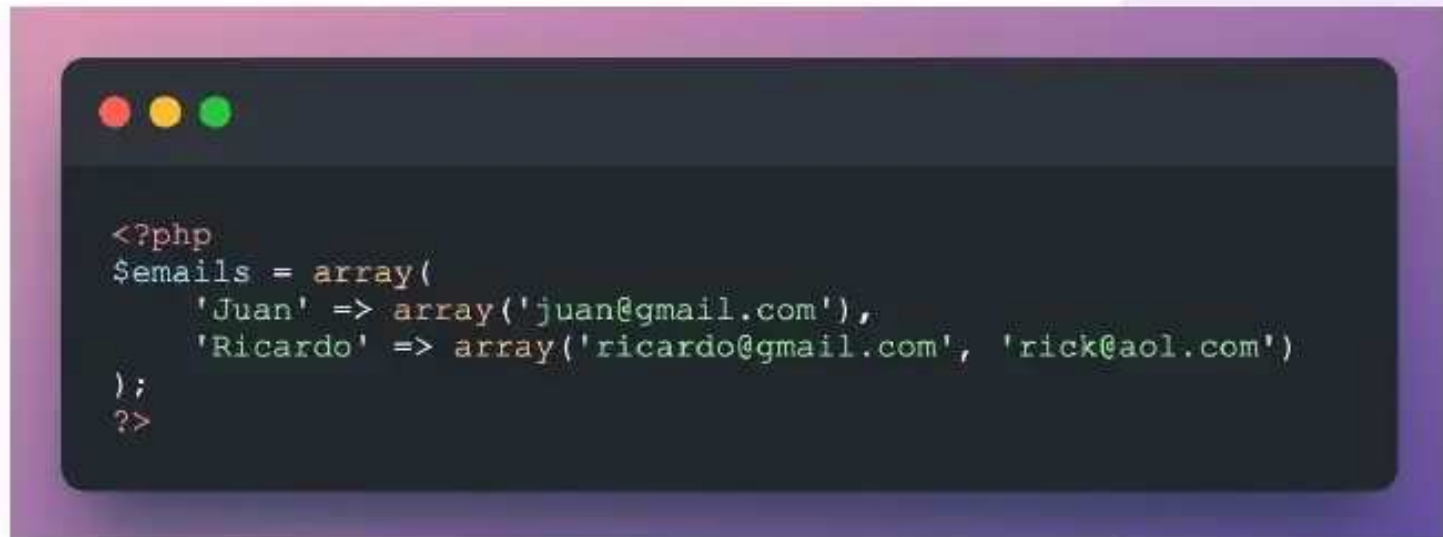 <?php
$emails = array(
    'Juan' => array('juan@gmail.com'),
    'Ricardo' => array('ricardo@gmail.com', 'rick@aol.com')
);
?>